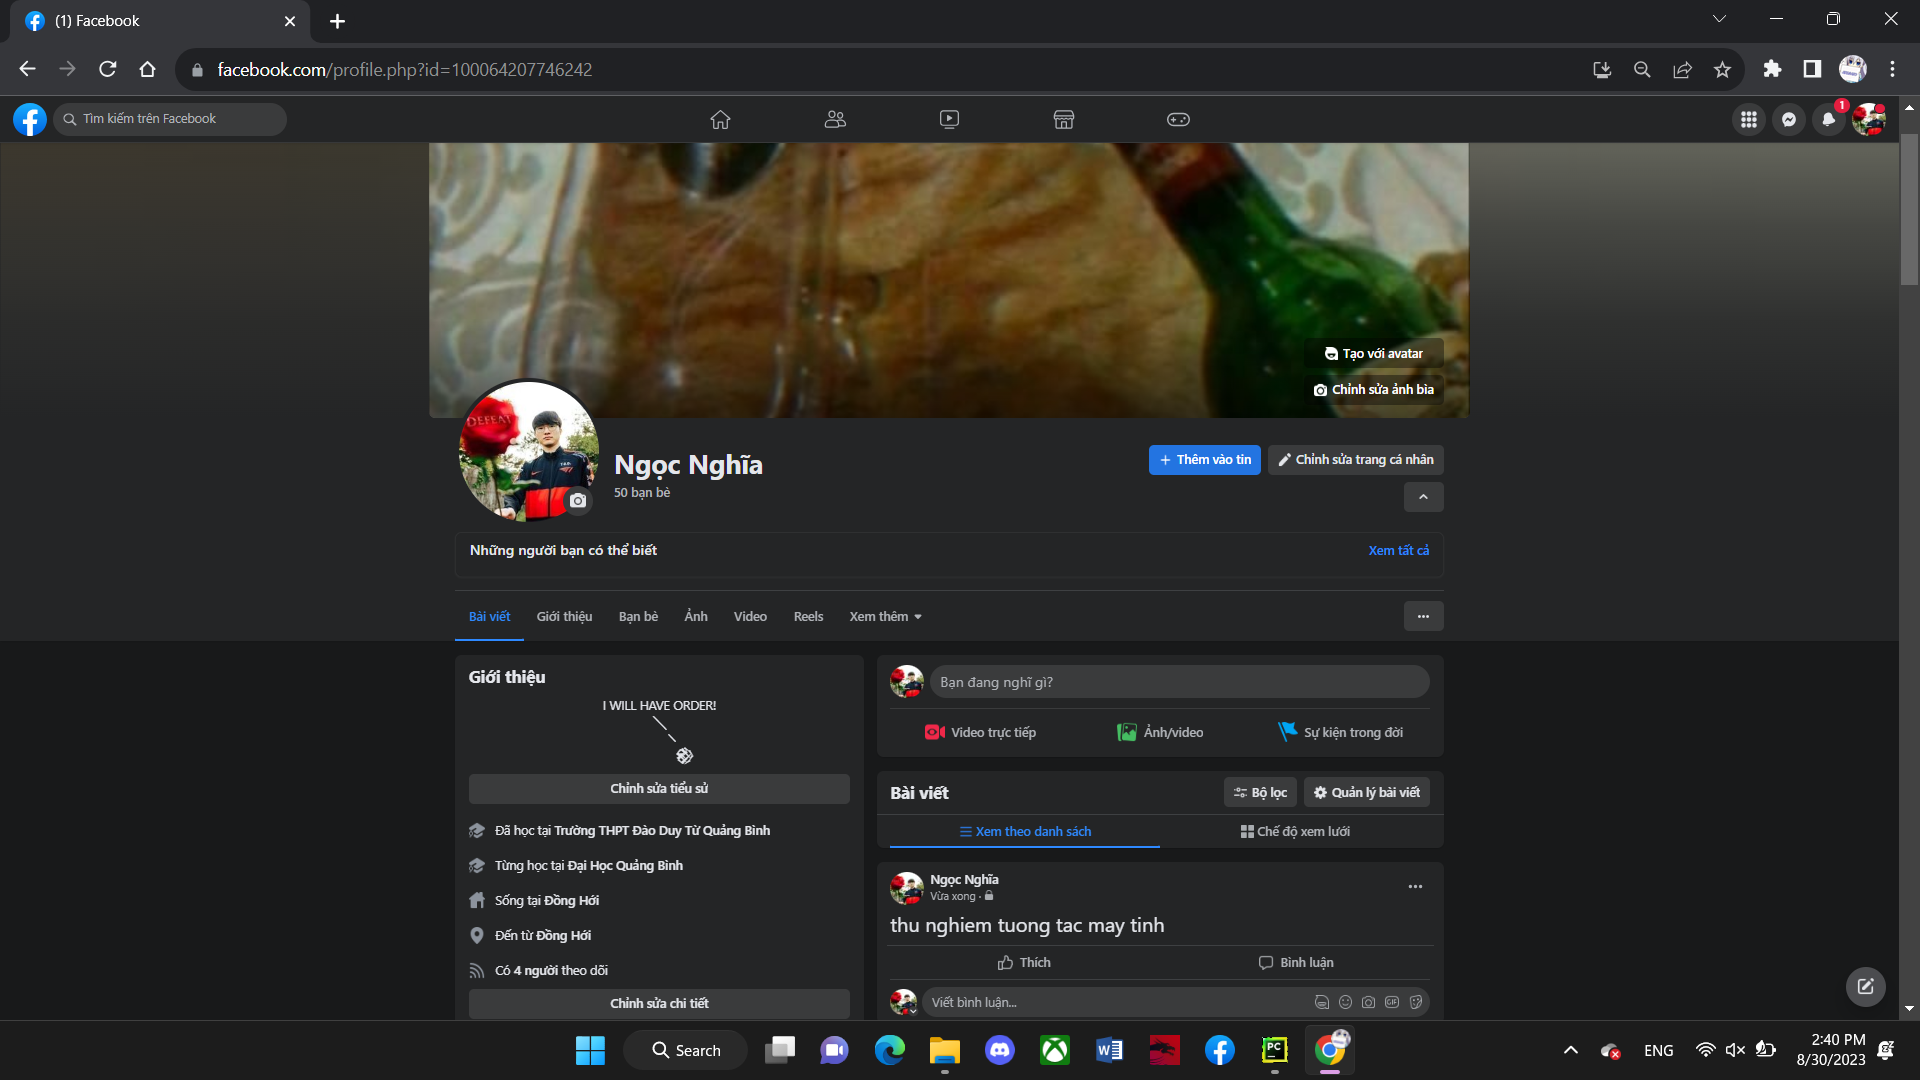 (1) Facebook
facebook.com/profile.php?id=100064207746242
Tìm kiếm trên Facebook
1
Tạo với avatar
Chỉnh sửa ảnh bìa
DEFEAT
Ngọc Nghĩa
50 bạn bè
Thêm vào tin
Chỉnh sửa trang cá nhân
Những người bạn có thể biết
Xem tất cả
Bài viết Giới thiệu Bạn bè Ảnh Video Reels Xem thêm
Giới thiệu
I WILL HAVE ORDER!
Chỉnh sửa tiểu sử
Đã học tại Trường THPT Đào Duy Từ Quảng Bình
Từng học tại Đại Học Quảng Bình
Sống tại Đồng Hới
Đến từ Đồng Hới
Có 4 người theo dõi
Chỉnh sửa chi tiết
Bạn đang nghĩ gì?
Video trực tiếp Ảnh/video Sự kiện trong đời
Bài viết
Bộ lọc
Quản lý bài viết
Xem theo danh sách
Chế độ xem lưới
Ngọc Nghĩa
Vừa xong ·
thu nghiem tuong tac may tinh
Thích
Bình luận
Viết bình luận...
GIF
Search
PC
ENG
2:40 PM
8/30/2023